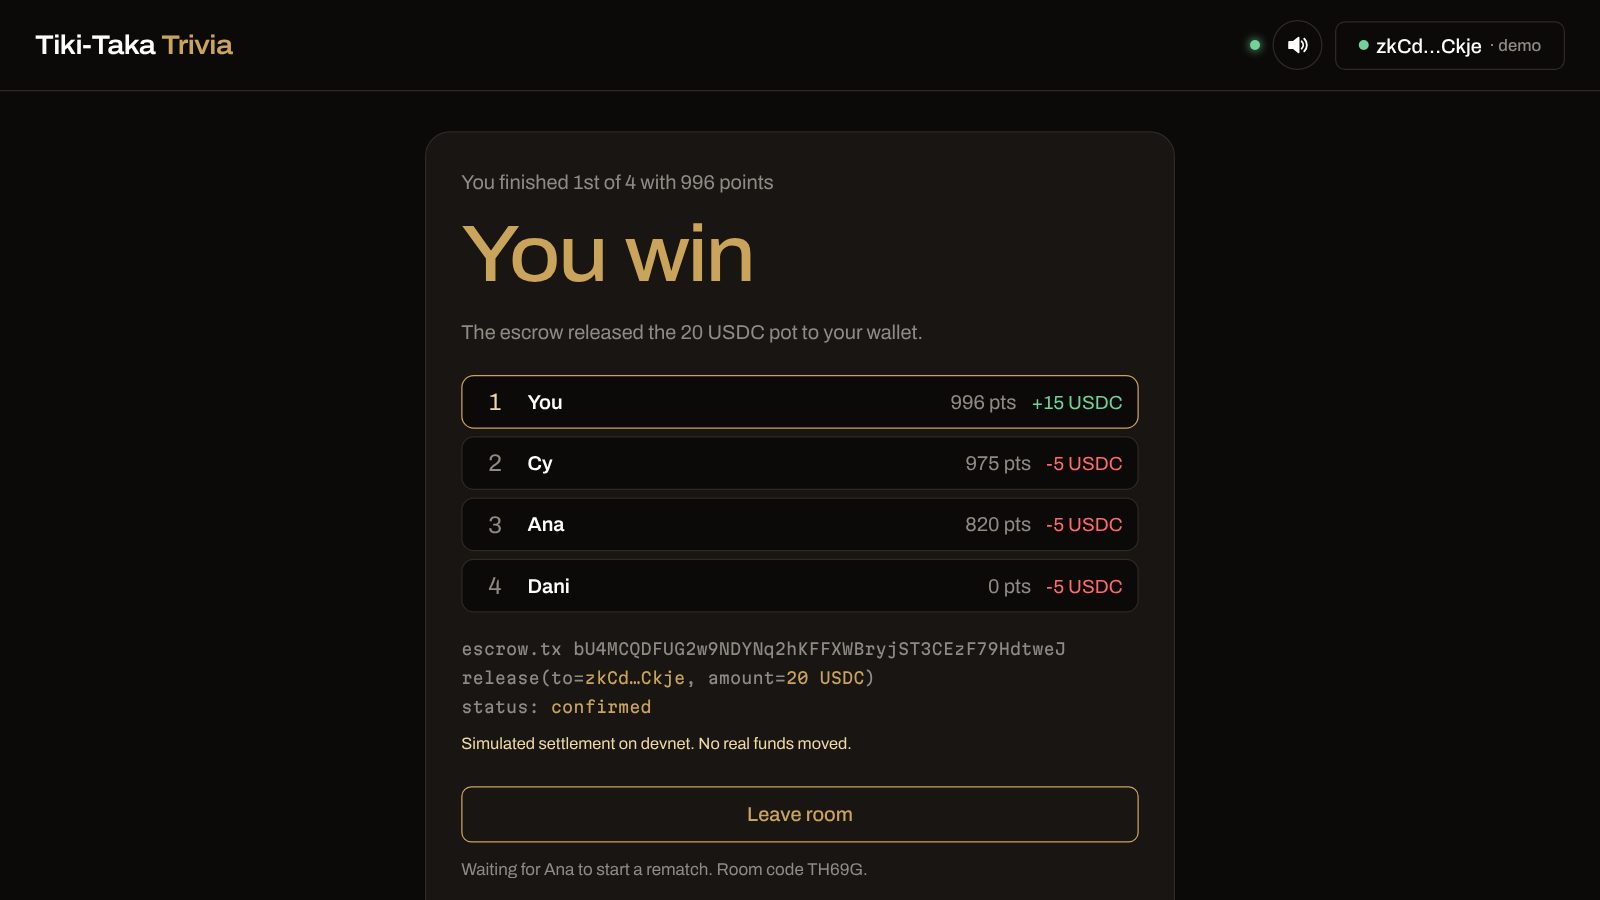 Tiki-Taka Trivia
zkCd...Ckje · demo
You finished 1st of 4 with 996 points
You win
The escrow released the 20 USDC pot to your wallet.
1 You 996 pts +15 USDC
2 Cy 975 pts -5 USDC
3 Ana 820 pts -5 USDC
4 Dani 0 pts -5 USDC
escrow.tx bU4MCQDFUG2w9NDYNq2hKFFXWBryjST3CEzF79HdtweJ
release(to=zkCd…Ckje, amount=20 USDC)
status: confirmed
Simulated settlement on devnet. No real funds moved.
Leave room
Waiting for Ana to start a rematch. Room code TH69G.